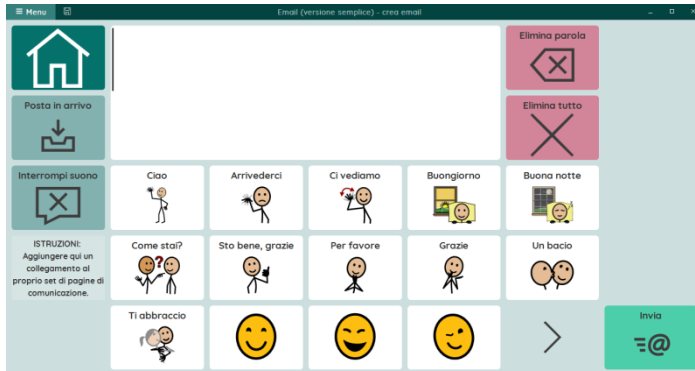 Menu
Email (versione semplice) - crea email
Elimina parola
Posta in arrivo
Elimina tutto
Interrompi suono
Ciao
Arrivederci
Ci vediamo
Buongiorno
Buona notte
ISTRUZIONI:
Aggiungere qui un
collegamento al
proprio set di pagine di
comunicazione.
Come stai?
Sto bene, grazie
Per favore
Grazie
Un bacio
Ti abbraccio
Invia
@